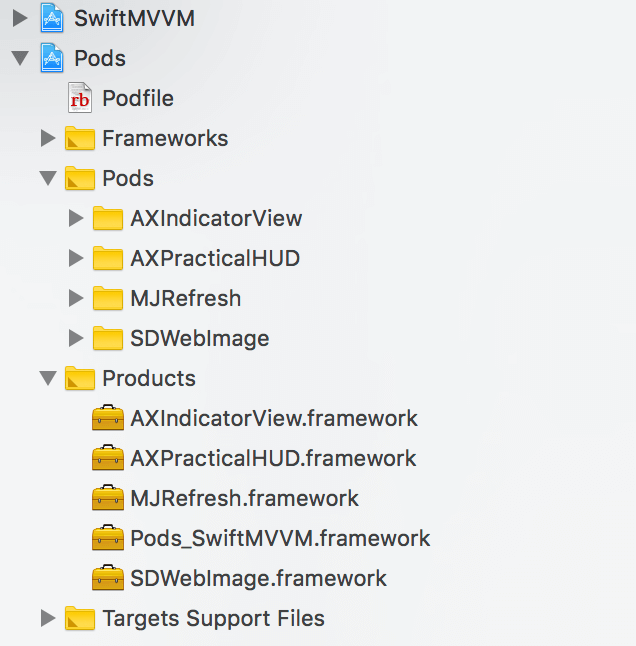 SwiftMVVM
Pods
rb Podfile
Frameworks
Pods
AXIndicatorView
AXPracticalHUD
MJRefresh
SDWebImage
Products
AXIndicatorView.framework
AXPracticalHUD.framework
MJRefresh.framework
Pods_SwiftMVVM.framework
SDWebImage.framework
Targets Support Files